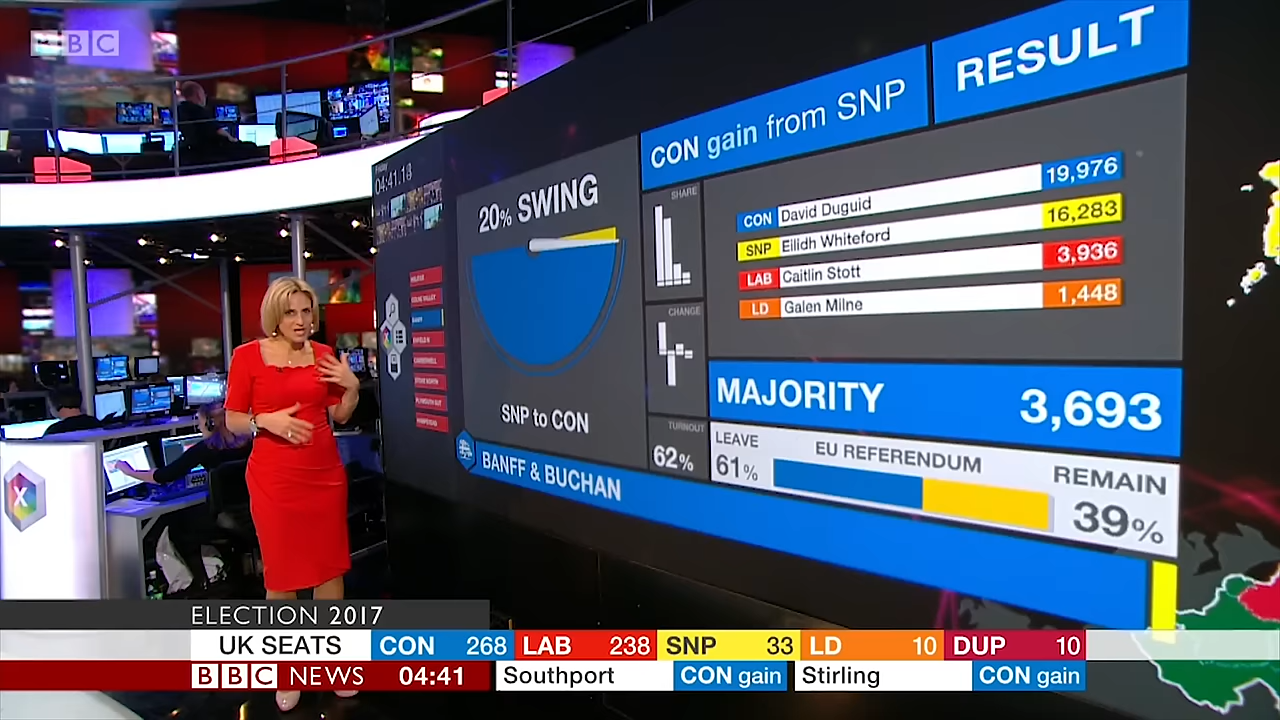 BBC
RESULT
CON gain from SNP
Friday
04:41.18
20% SWING
SNP to CON
SHARE
CHANGE
TURNOUT
62%
CON David Duguid 19,976
SNP Eilidh Whiteford 16,283
LAB Caitlin Stott 3,936
LD Galen Milne 1,448
MAJORITY 3,693
LEAVE
61%
EU REFERENDUM
REMAIN
39%
BANFF & BUCHAN
X
ELECTION 2017
UK SEATS CON 268 LAB 238 SNP 33 LD 10 DUP 10
BBC NEWS 04:41 Southport CON gain Stirling CON gain